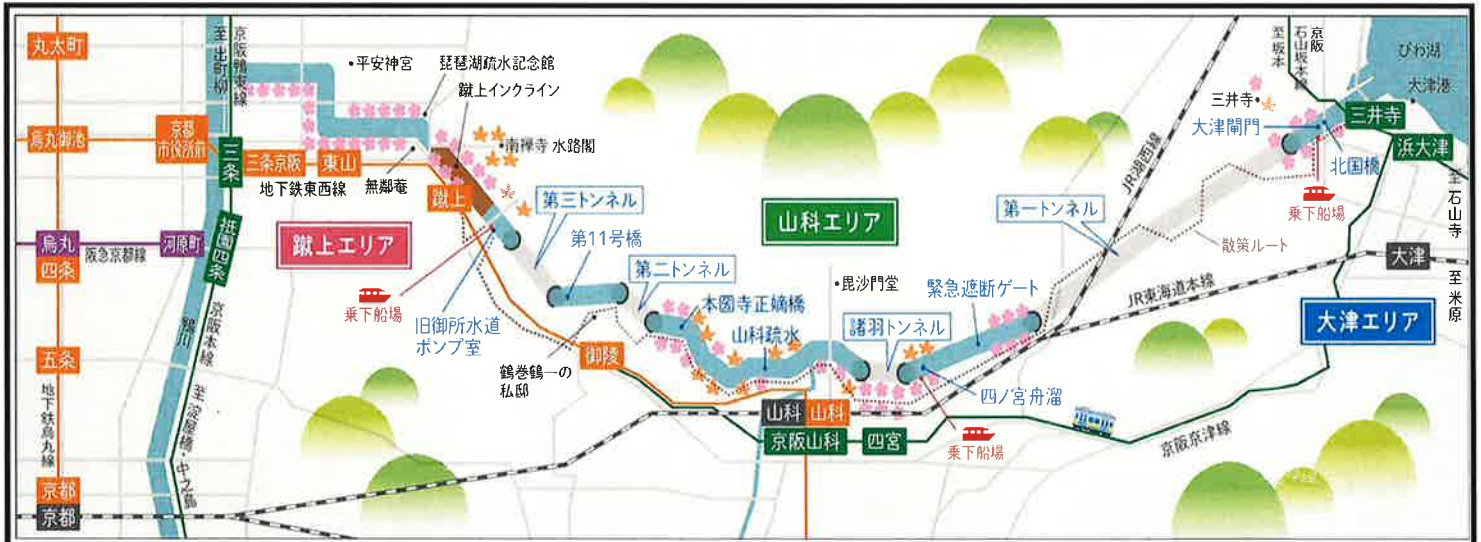 丸太町
烏丸御池
烏丸
四条
五条
地下鉄烏丸線
京都
京都
京都
市役所前
阪急京都線
河原町
至出町柳
京阪鴨東線
三条
祇園四条
鴨川
京阪本線
至淀屋橋・中之島
三条京阪
東山
地下鉄東西線
・平安神宮
琵琶湖疏水記念館
蹴上インクライン
無鄰菴
・南禅寺 水路閣
蹴上
蹴上エリア
乗下船場
旧御所水道
ポンプ室
第三トンネル
第11号橋
鶴巻鶴一の
私邸
第二トンネル
御陵
本圀寺正嫡橋
山科疏水
山科エリア
・毘沙門堂
諸羽トンネル
緊急遮断ゲート
四ノ宮舟溜
乗下船場
山科
山科
京阪山科
四宮
京阪京津線
第一トンネル
JR湖西線
散策ルート
JR東海道本線
大津エリア
大津
至米原
至坂本
京阪
石山坂本線
びわ湖
大津港
三井寺・
大津閘門
三井寺
北国橋
浜大津
乗下船場
至石山寺